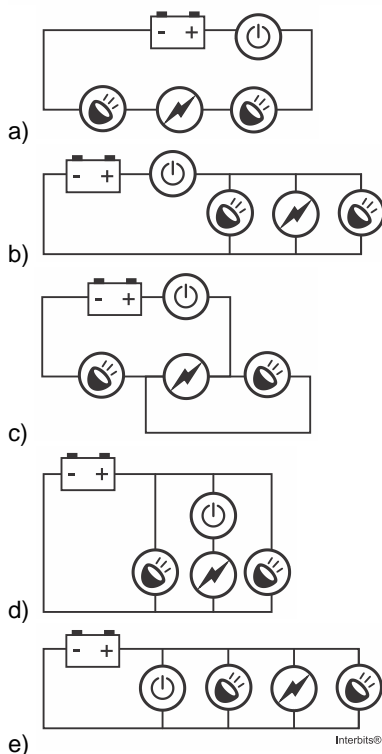 - +
a)
- +
b)
- +
c)
- +
d)
- +
e)
Interbits®